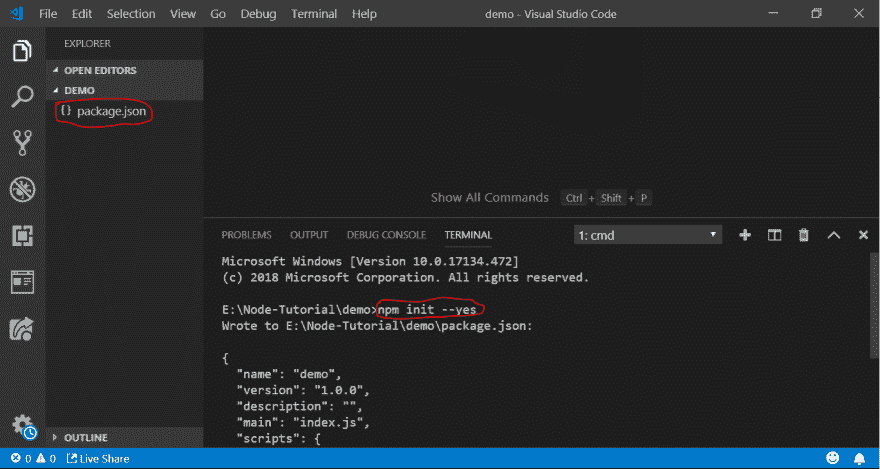 File Edit Selection View Go Debug Terminal Help demo - Visual Studio Code
EXPLORER
OPEN EDITORS
DEMO
{} package.json
OUTLINE
Show All Commands Ctrl + Shift + P
PROBLEMS OUTPUT DEBUG CONSOLE TERMINAL 1: cmd
Microsoft Windows [Version 10.0.17134.472]
(c) 2018 Microsoft Corporation. All rights reserved.
E:\Node-Tutorial\demo>npm init --yes
Wrote to E:\Node-Tutorial\demo\package.json:
{
"name": "demo",
"version": "1.0.0",
"description": "",
"main": "index.js",
"scripts": {
0 0 Live Share